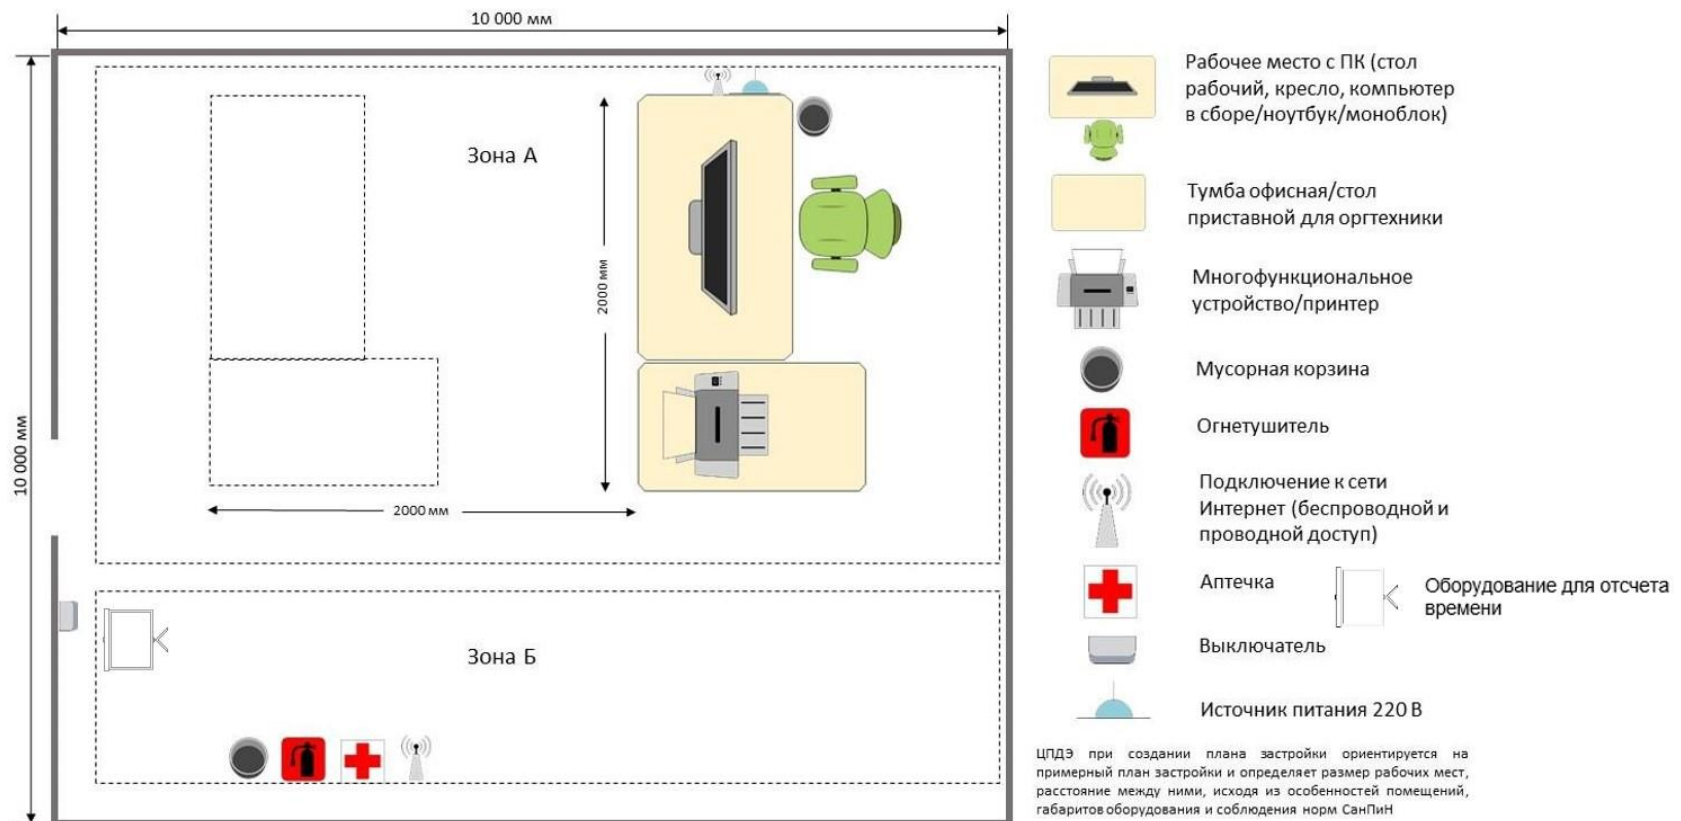 10 000 мм
10 000 мм
Зона А
2000 мм
2000 мм
Зона Б
Рабочее место с ПК (стол
рабочий, кресло, компьютер
в сборе/ноутбук/моноблок)
Тумба офисная/стол
приставной для оргтехники
Многофункциональное
устройство/принтер
Мусорная корзина
Огнетушитель
Подключение к сети
Интернет (беспроводной и
проводной доступ)
Аптечка
Оборудование для отсчета
времени
Выключатель
Источник питания 220 В
ЦПДЭ при создании плана застройки ориентируется на
примерный план застройки и определяет размер рабочих мест,
расстояние между ними, исходя из особенностей помещений,
габаритов оборудования и соблюдения норм СанПиН